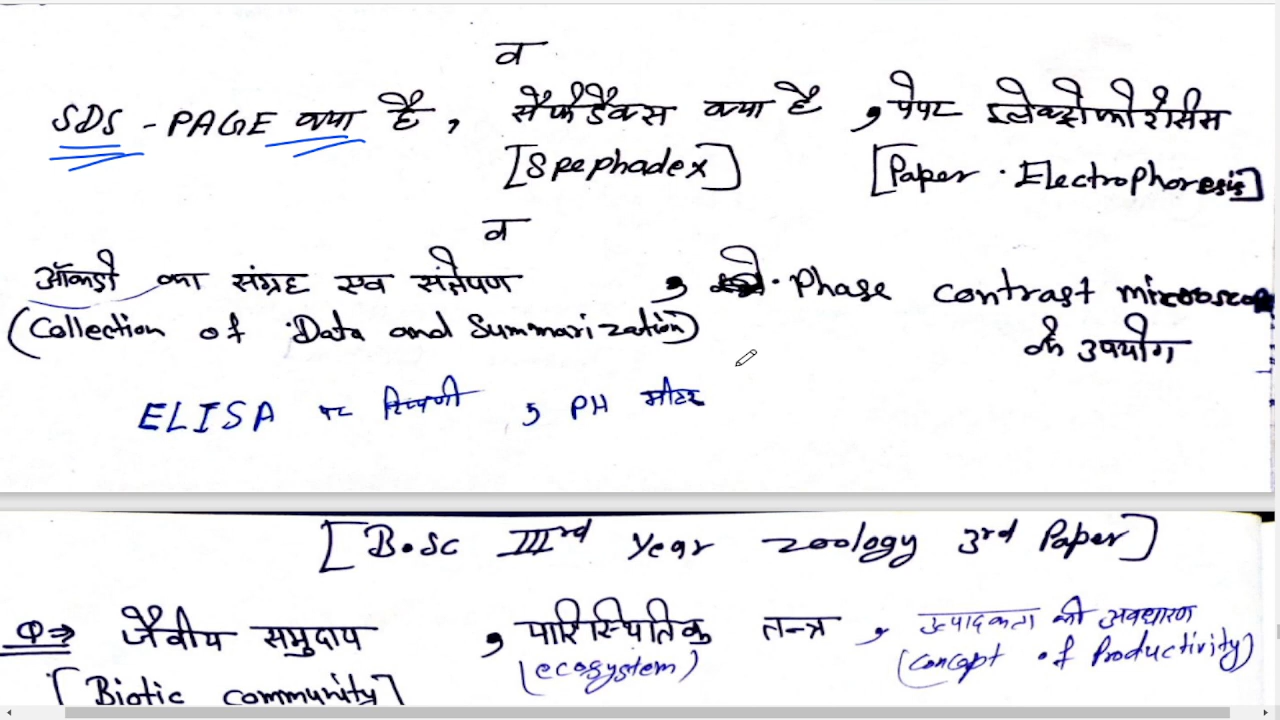 व
SDS - PAGE क्या है , सैफेडैक्स क्या है , पेपर इलेक्ट्रोफोरेसिस
[Spephadex] [Paper . Electrophoresis]
व
आँकडो का संग्रह एव संक्षेपण , . Phase contrast microscope
(Collection of Data and Summarization) के उपयोग
ELISA पर टिप्पणी , PH मीटर
[B.Sc IIIrd Year zoology 3rd Paper]
Q⇒ जैवीय समुदाय , पारिस्थितिक तन्त्र , उत्पादकता की अवधारणा
[Biotic community] (ecosystem) (concept of Productivity)